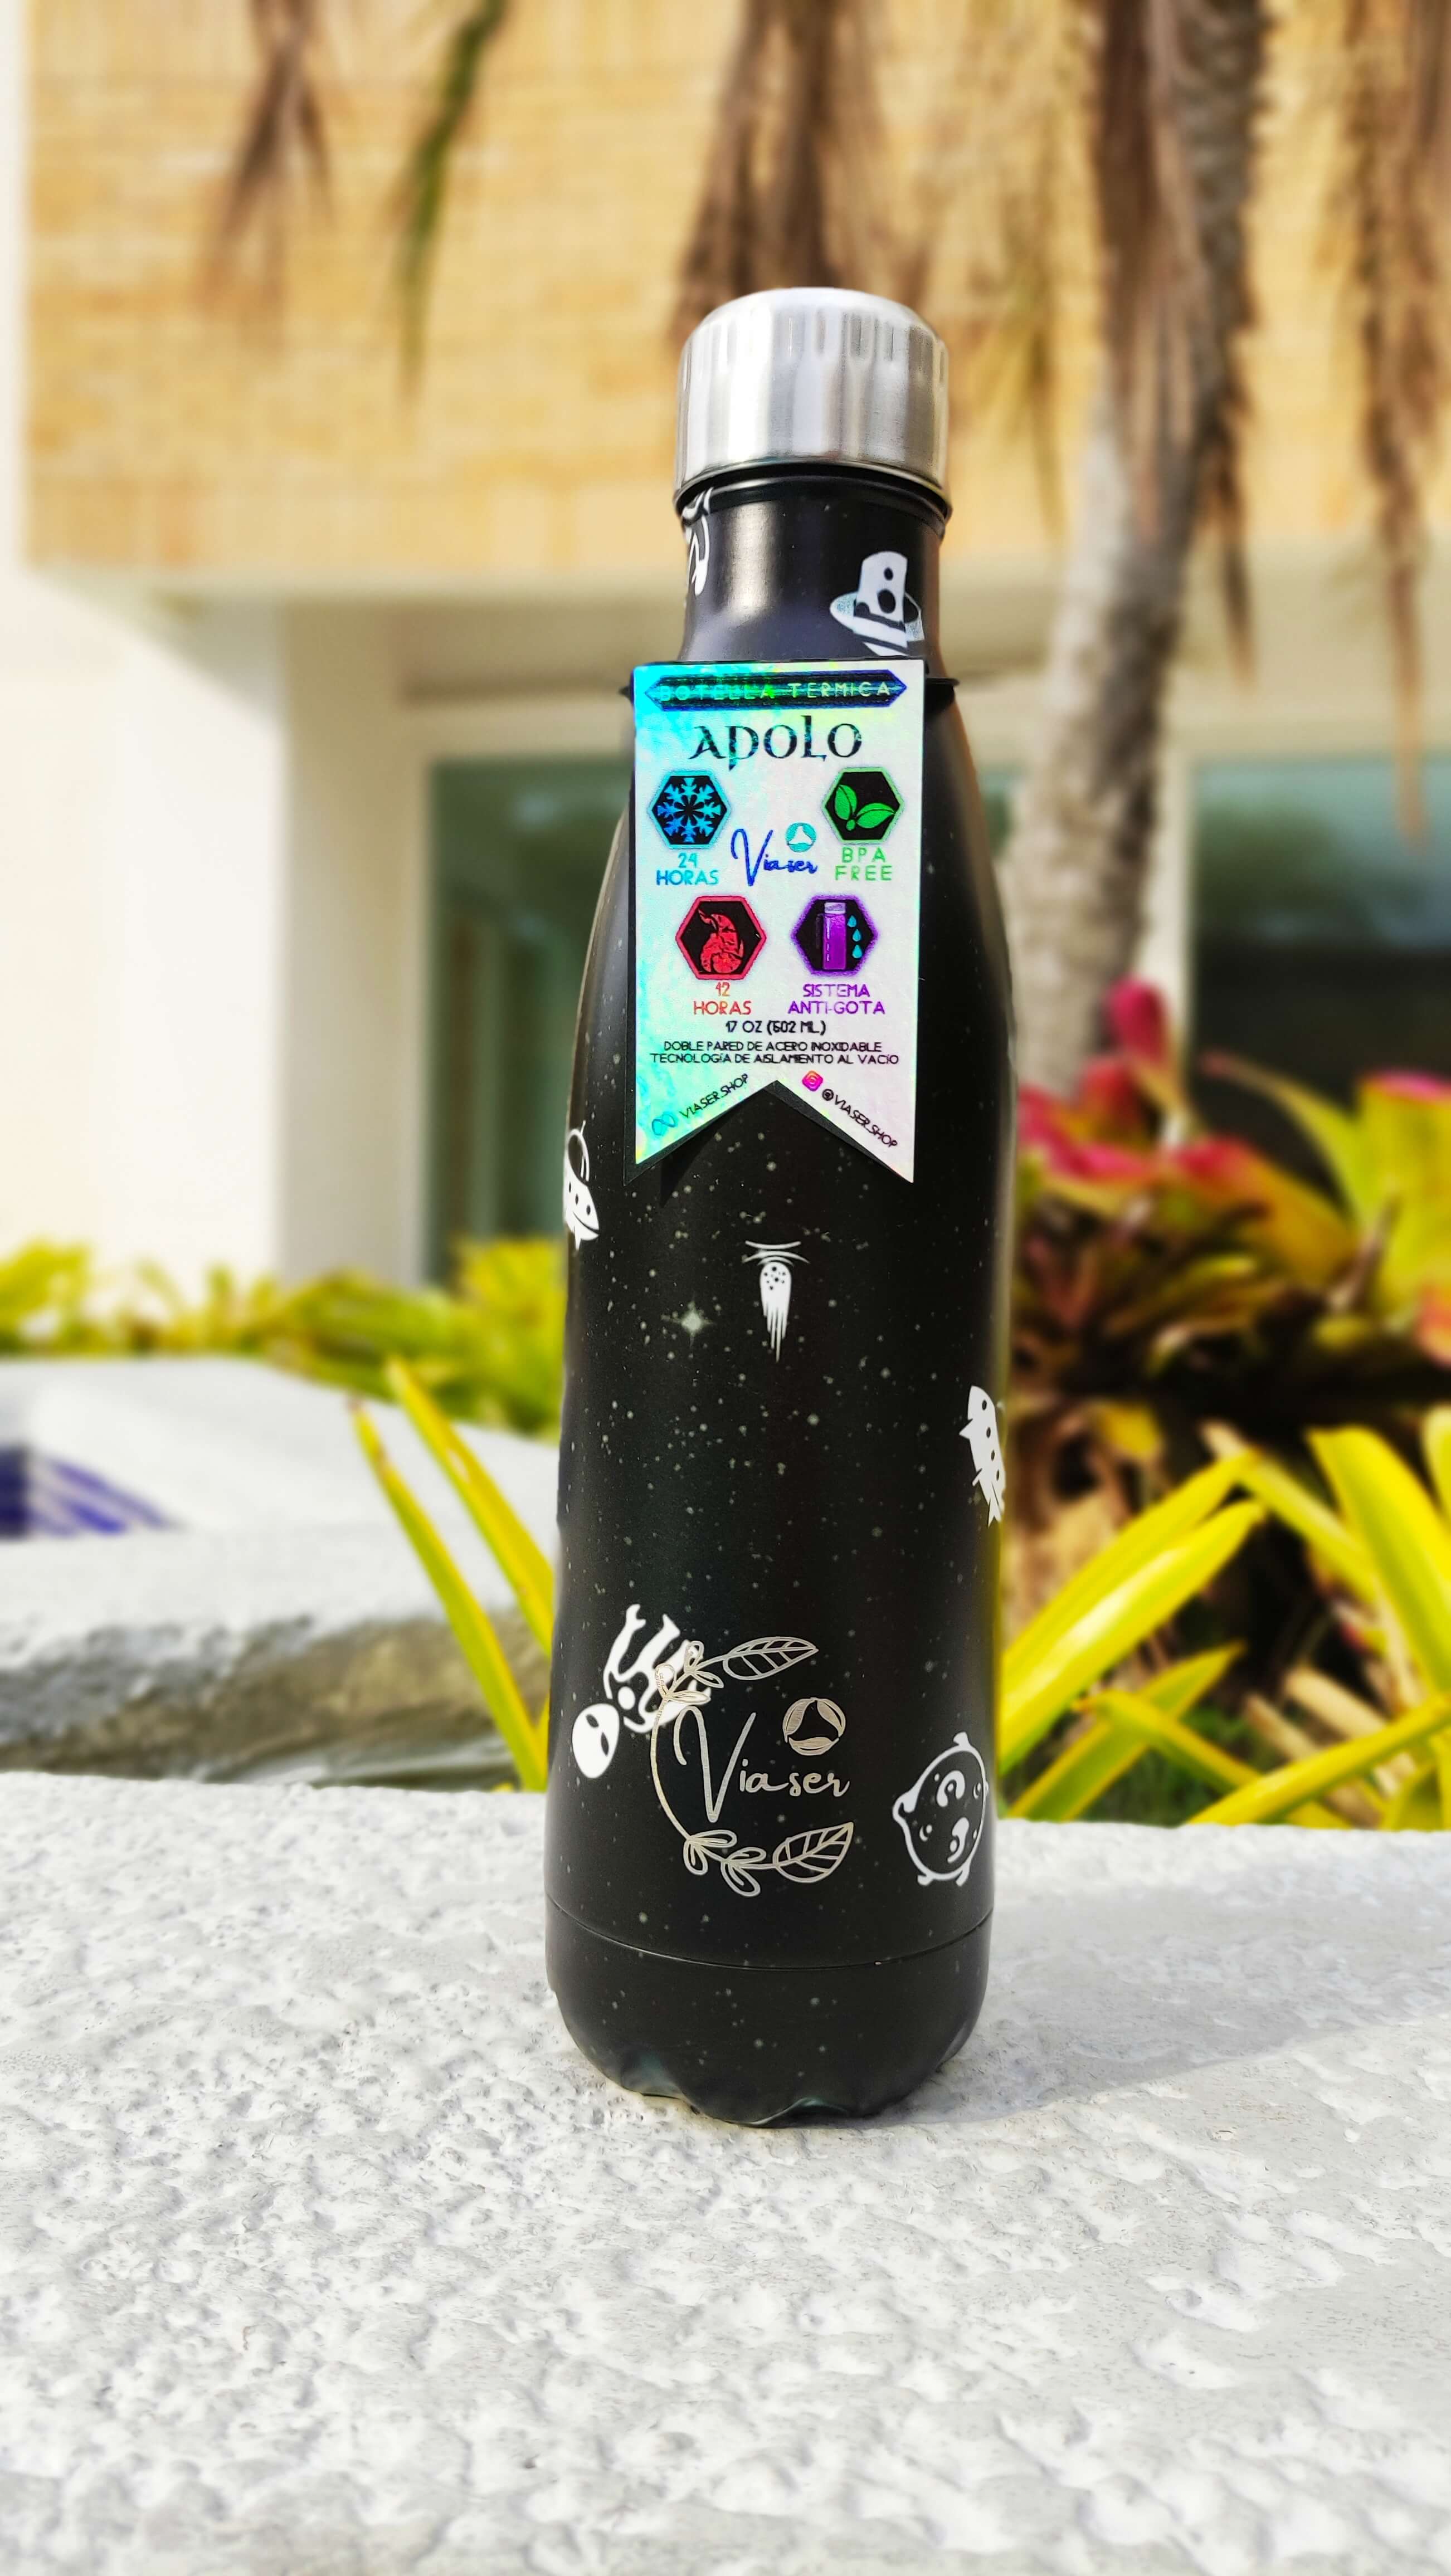 BOTELLA TERMICA
APOLO
24
HORAS
Viaser
BPA
FREE
12
HORAS
SISTEMA
ANTI-GOTA
17 OZ (502 ML.)
DOBLE PARED DE ACERO INOXIDABLE
TECNOLOGÍA DE AISLAMIENTO AL VACÍO
VIASER.SHOP
@VIASER.SHOP
Viaser